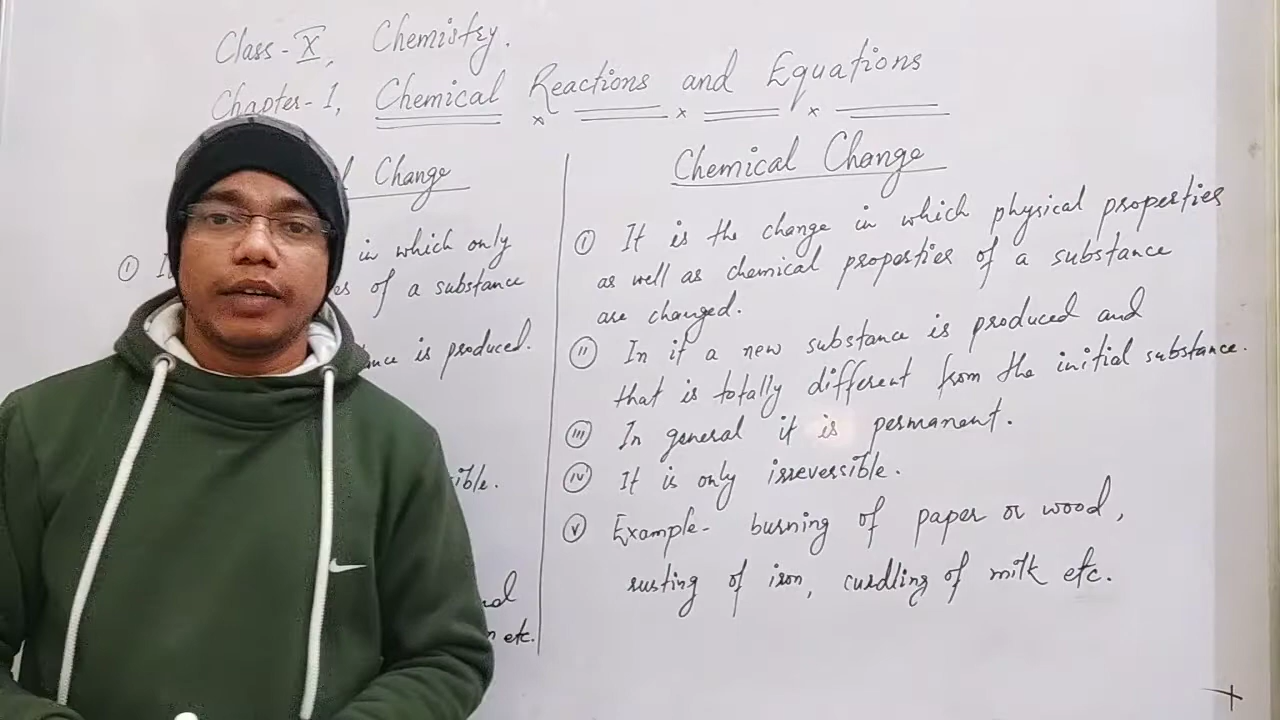 Class-X, Chemistry.
Chapter-1, Chemical Reactions and Equations
Change
in which only
of a substance
is produced.
etc.
Chemical Change
(i) It is the change in which physical properties
as well as chemical properties of a substance
are changed.
(ii) In it a new substance is produced and
that is totally different from the initial substance.
(iii) In general it is permanent.
(iv) It is only irreversible.
(v) Example- burning of paper or wood,
rusting of iron, curdling of milk etc.